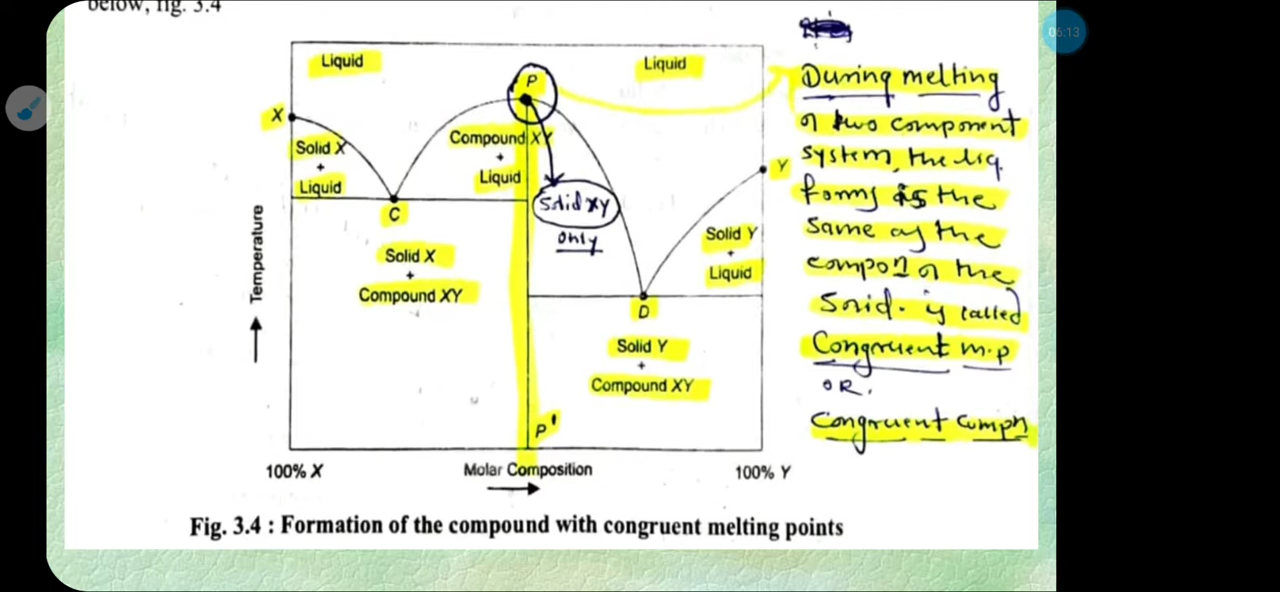 below, fig. 3.4
06:13
Liquid
P
Liquid
X
Solid X
+
Liquid
Compound XY
+
Liquid
Y
C
Solid XY
only
Solid Y
+
Liquid
Temperature
Solid X
+
Compound XY
D
Solid Y
+
Compound XY
P'
100% X
Molar Composition
100% Y
Fig. 3.4 : Formation of the compound with congruent melting points
During melting
of two component
system, the liq.
forms is the
same as the
of the
Solid. is called
Congruent m.p
OR.
Congruent